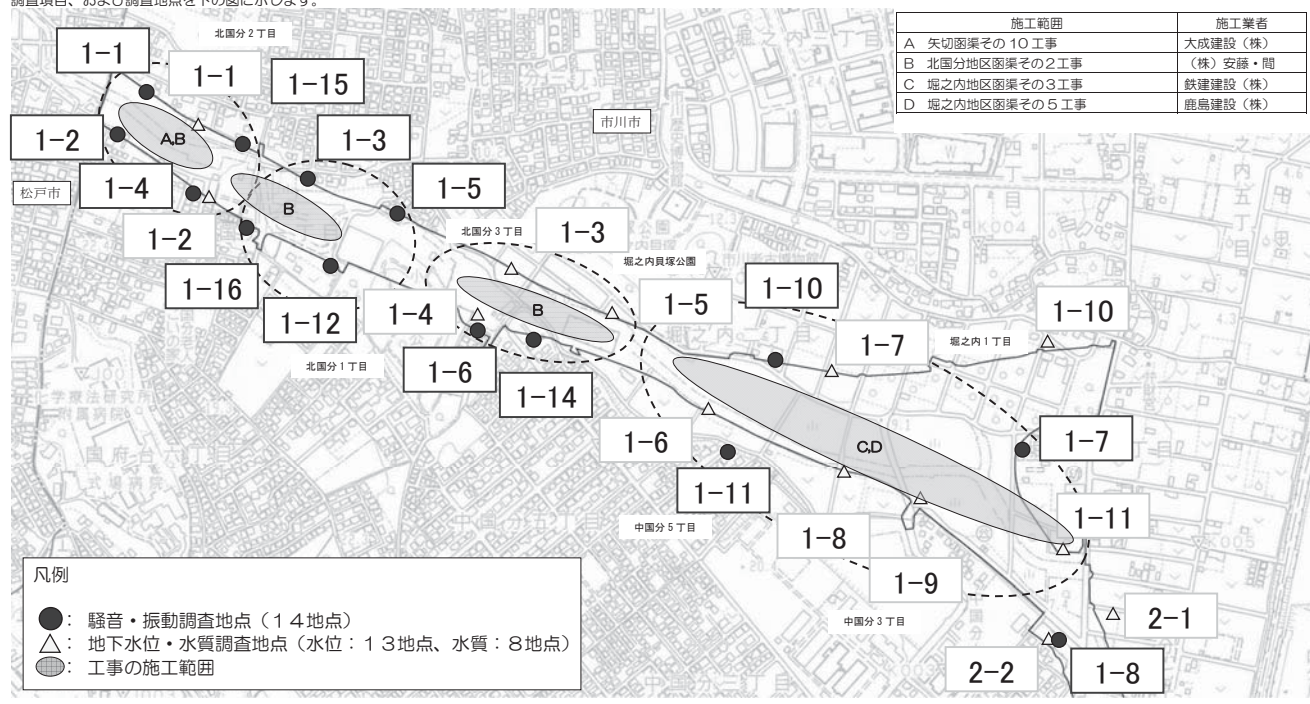 調査項目、および調査地点を下の図に示します。
施工範囲 施工業者
A 矢切函渠その10工事 大成建設（株）
B 北国分地区函渠その２工事 （株）安藤・間
C 堀之内地区函渠その３工事 鉄建建設（株）
D 堀之内地区函渠その５工事 鹿島建設（株）
北国分２丁目
1-1
1-1
1-15
市川市
1-2
A,B
1-3
松戸市
1-4
1-5
B
北国分３丁目
1-3
1-2
堀之内貝塚公園
1-16
1-10
1-10
1-4
1-5
1-12
B
1-7
堀之内１丁目
北国分１丁目
1-6
1-14
1-6
C,D
1-7
1-11
1-11
中国分５丁目
1-8
1-9
中国分３丁目
2-1
2-2
1-8
K004
K005
凡例
●： 騒音・振動調査地点（１４地点）
△： 地下水位・水質調査地点（水位：１３地点、水質：８地点）
： 工事の施工範囲